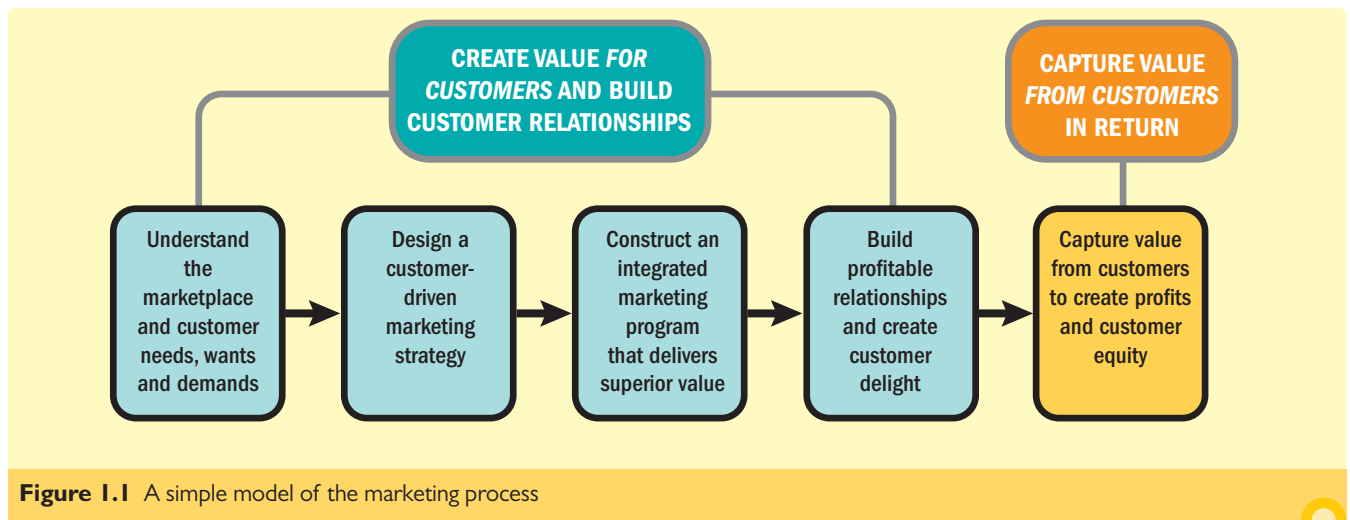 CREATE VALUE FOR
CUSTOMERS AND BUILD
CUSTOMER RELATIONSHIPS
CAPTURE VALUE
FROM CUSTOMERS
IN RETURN
Understand
the
marketplace
and customer
needs, wants
and demands
Design a
customer-
driven
marketing
strategy
Construct an
integrated
marketing
program
that delivers
superior value
Build
profitable
relationships
and create
customer
delight
Capture value
from customers
to create profits
and customer
equity
Figure 1.1 A simple model of the marketing process